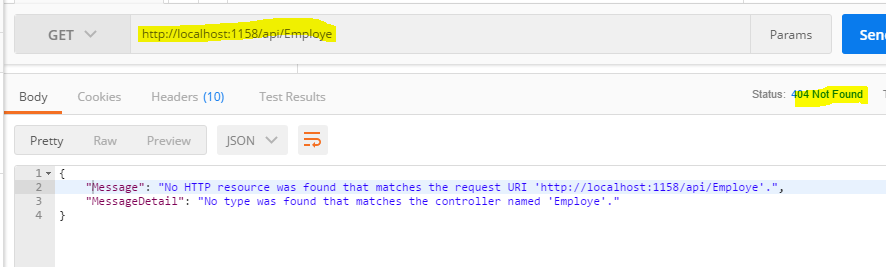 GET http://localhost:1158/api/Employe Params Sen
Body Cookies Headers (10) Test Results Status: 404 Not Found
Pretty Raw Preview JSON
1 {
2 "Message": "No HTTP resource was found that matches the request URI 'http://localhost:1158/api/Employe'.",
3 "MessageDetail": "No type was found that matches the controller named 'Employe'."
4 }